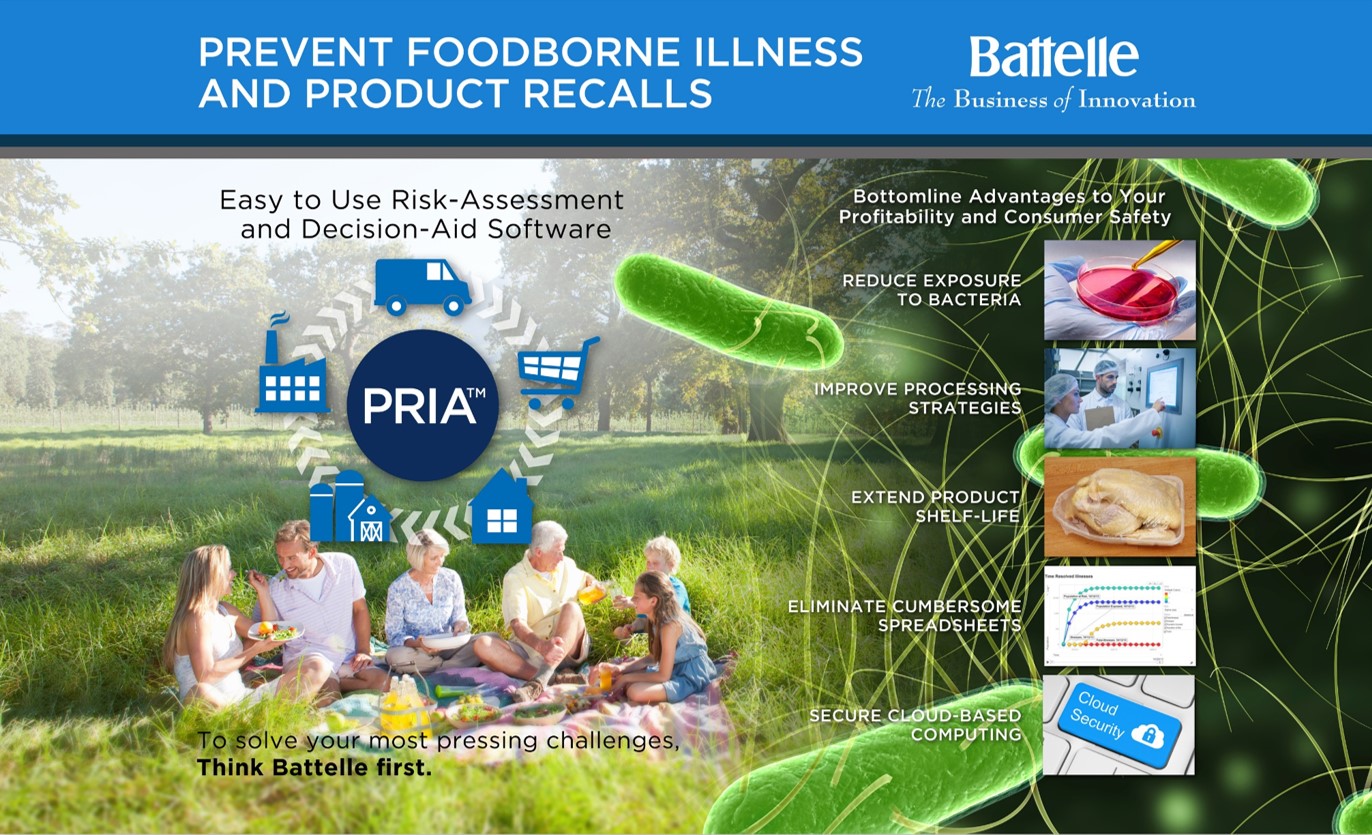 PREVENT FOODBORNE ILLNESS
AND PRODUCT RECALLS
Battelle
The Business of Innovation
Easy to Use Risk-Assessment
and Decision-Aid Software
PRIA™
To solve your most pressing challenges,
Think Battelle first.
Bottomline Advantages to Your
Profitability and Consumer Safety
REDUCE EXPOSURE
TO BACTERIA
IMPROVE PROCESSING
STRATEGIES
EXTEND PRODUCT
SHELF-LIFE
ELIMINATE CUMBERSOME
SPREADSHEETS
SECURE CLOUD-BASED
COMPUTING
Cloud
Security